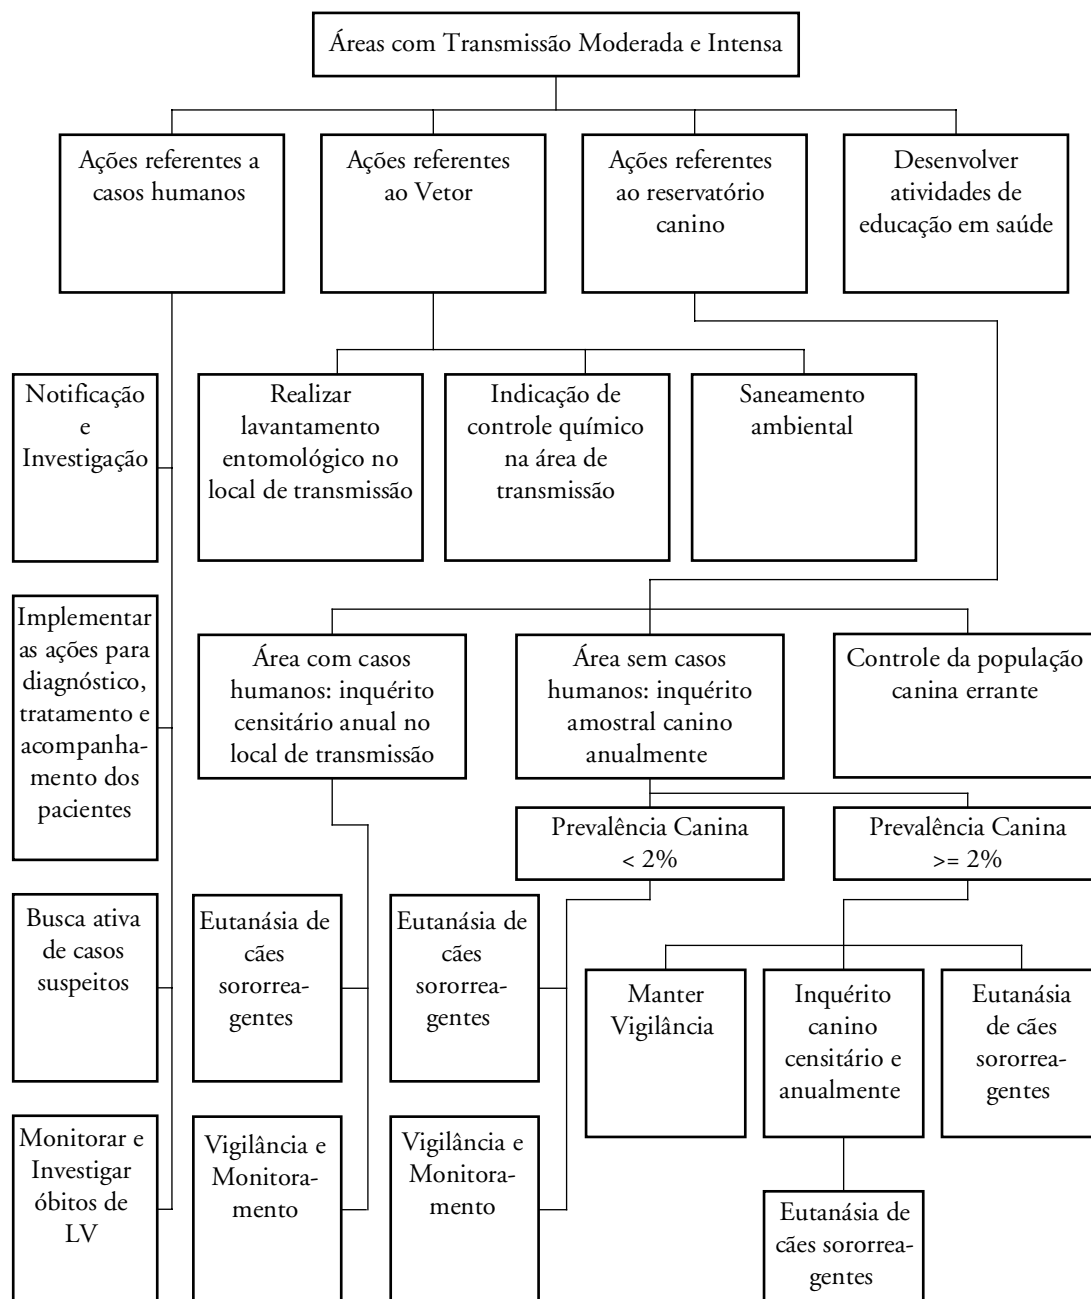 Áreas com Transmissão Moderada e Intensa
Ações referentes a
casos humanos
Ações referentes
ao Vetor
Ações referentes
ao reservatório
canino
Desenvolver
atividades de
educação em saúde
Notificação
e
Investigação
Realizar
lavantamento
entomológico no
local de transmissão
Indicação de
controle químico
na área de
transmissão
Saneamento
ambiental
Implementar
as ações para
diagnóstico,
tratamento e
acompanha-
mento dos
pacientes
Área com casos
humanos: inquérito
censitário anual no
local de transmissão
Área sem casos
humanos: inquérito
amostral canino
anualmente
Controle da população
canina errante
Prevalência Canina
< 2%
Prevalência Canina
>= 2%
Busca ativa
de casos
suspeitos
Eutanásia de
cães
sororrea-
gentes
Eutanásia de
cães
sororrea-
gentes
Manter
Vigilância
Inquérito
canino
censitário e
anualmente
Eutanásia
de cães
sororrea-
gentes
Monitorar e
Investigar
óbitos de
LV
Vigilância e
Monitora-
mento
Vigilância e
Monitora-
mento
Eutanásia de
cães sororrea-
gentes